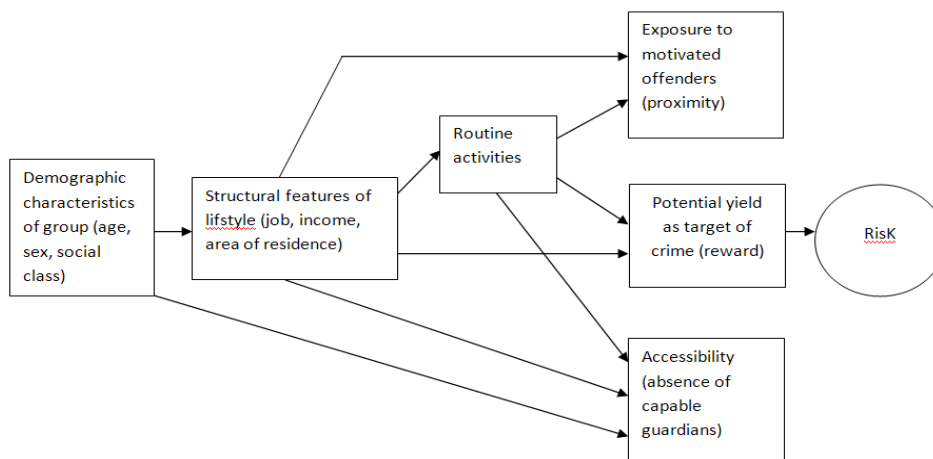 Demographic
characteristics
of group (age,
sex, social
class)
Structural features of
lifstyle (job, income,
area of residence)
Routine
activities
Exposure to
motivated
offenders
(proximity)
Potential yield
as target of
crime (reward)
RisK
Accessibility
(absence of
capable
guardians)